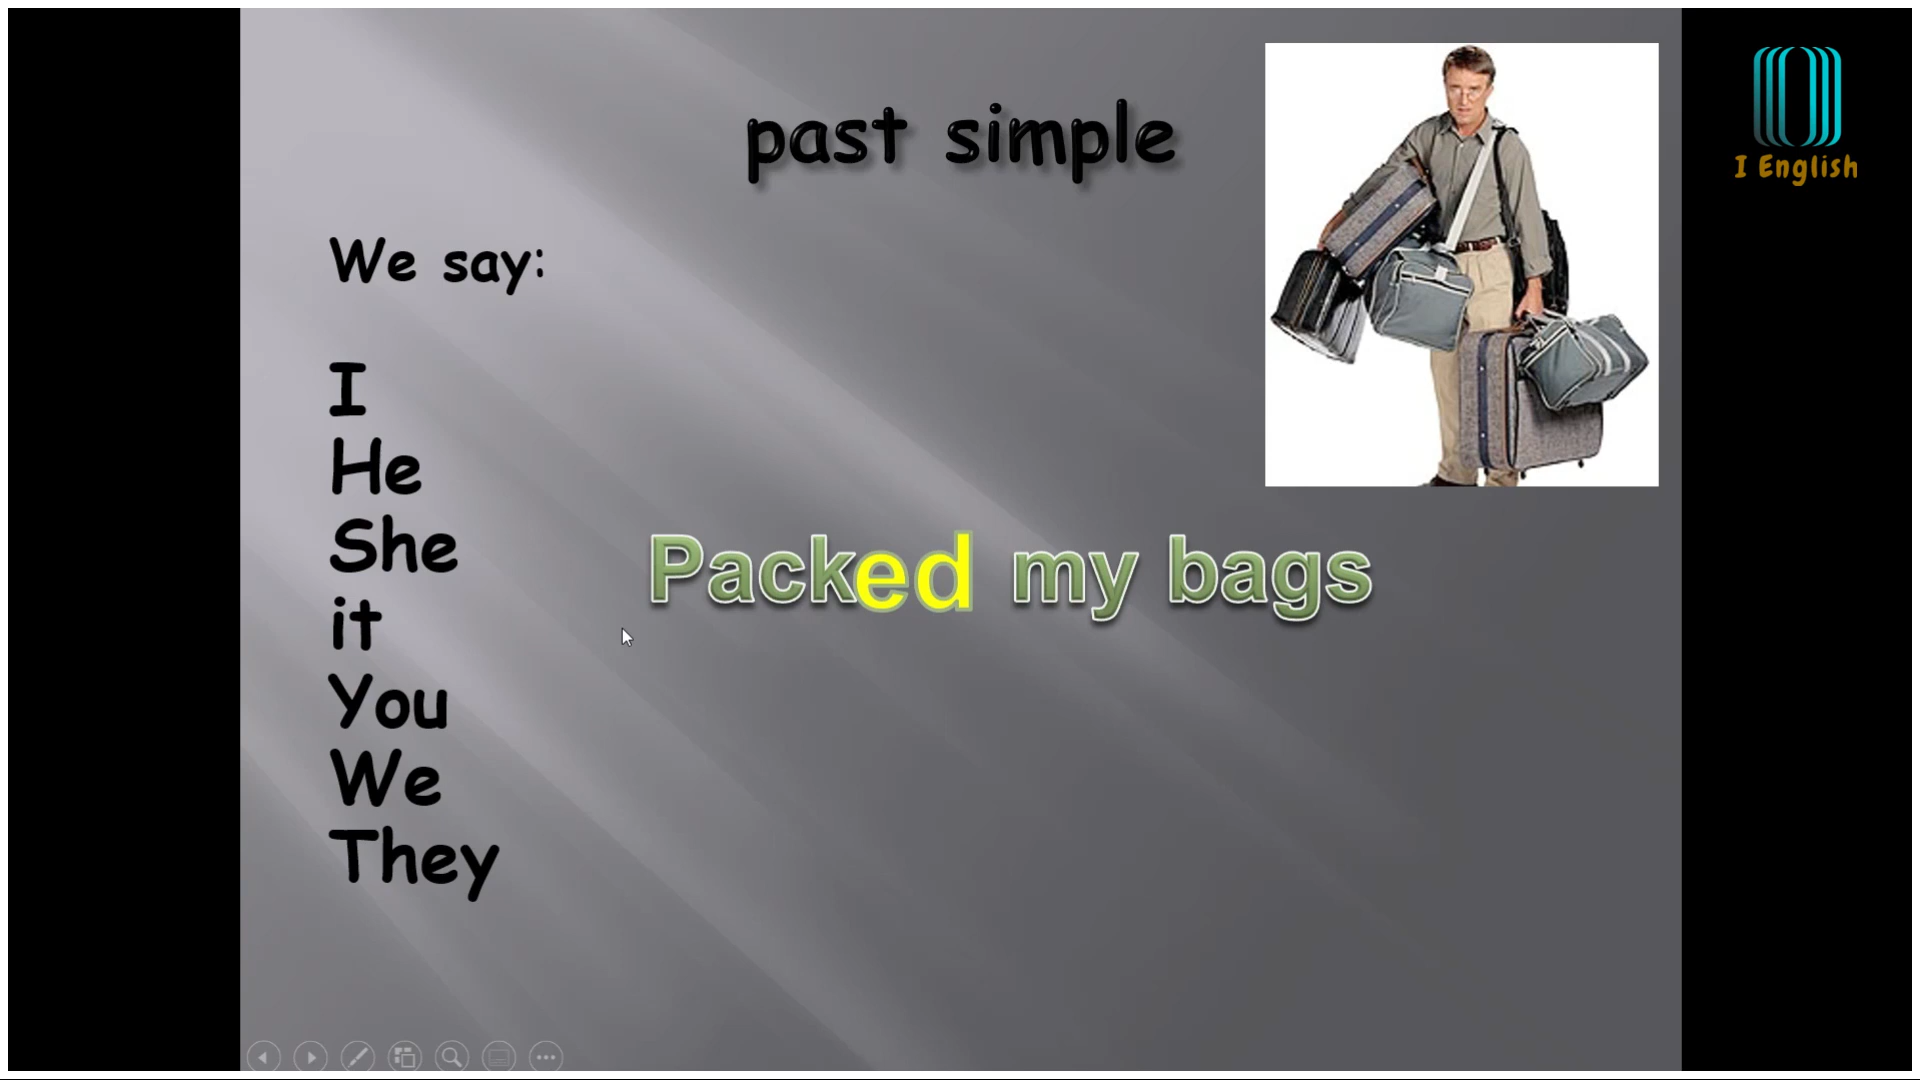 past simple
I English
We say:
I
He
She
it
You
We
They
Packed my bags